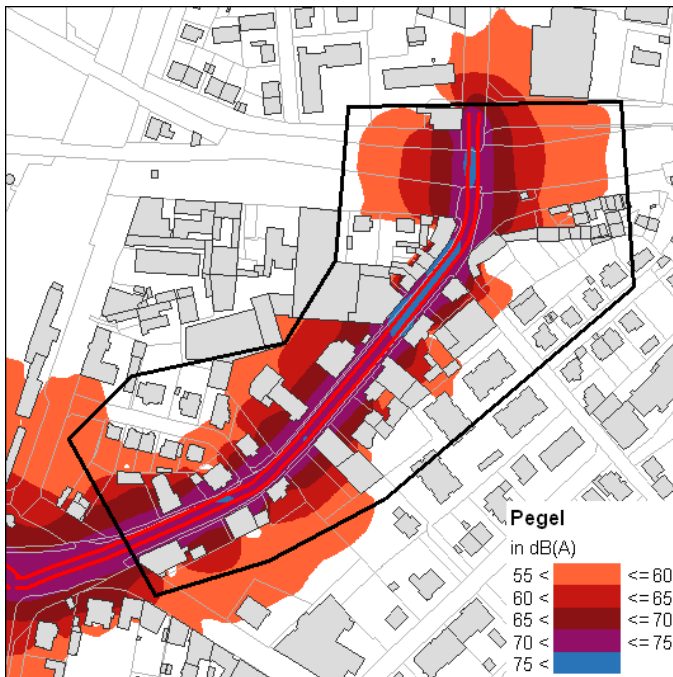 Pegel
in dB(A)
55 < <= 60
60 < <= 65
65 < <= 70
70 < <= 75
75 <